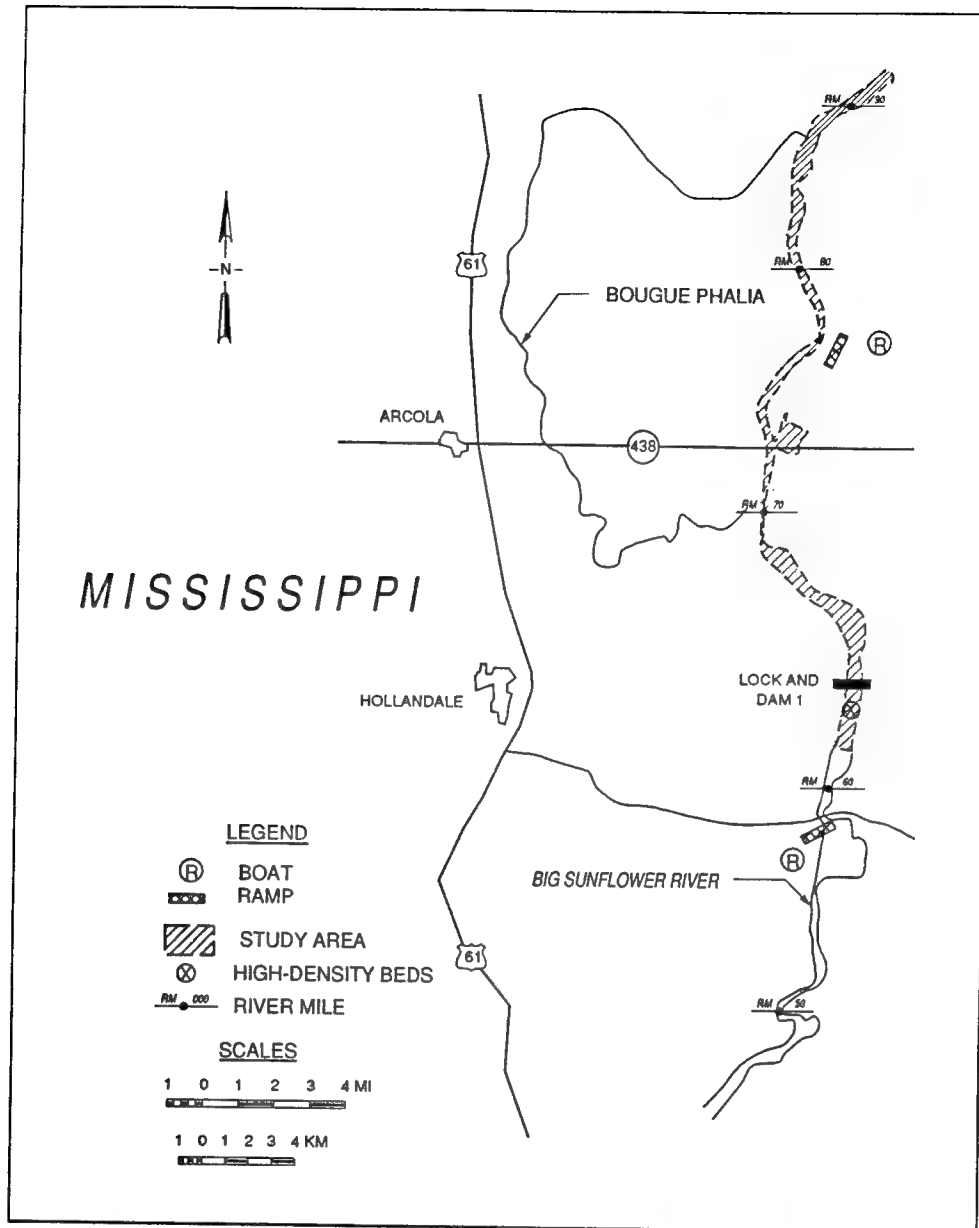 RM 90
-N-
61
RM 80
BOUGUE PHALIA
R
ARCOLA
438
RM 70
MISSISSIPPI
LOCK AND
DAM 1
HOLLANDALE
RM 60
LEGEND
R BOAT
RAMP
STUDY AREA
HIGH-DENSITY BEDS
RM 000 RIVER MILE
R
BIG SUNFLOWER RIVER
61
RM 50
SCALES
1 0 1 2 3 4 MI
1 0 1 2 3 4 KM